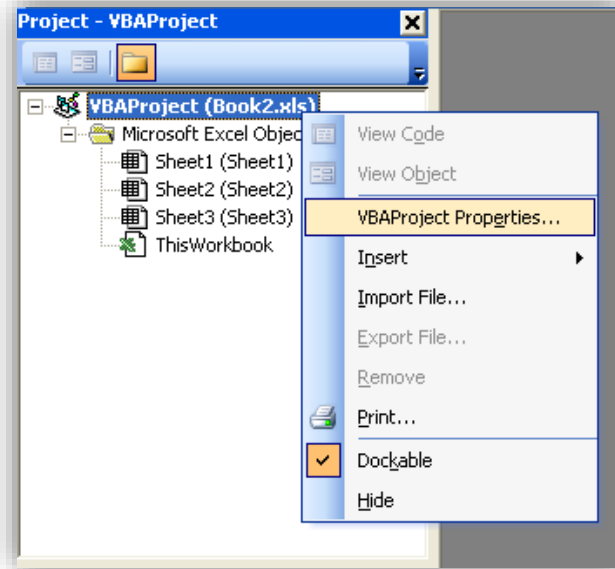 Project - VBAProject
VBAProject (Book2.xls)
Microsoft Excel Objec
Sheet1 (Sheet1)
Sheet2 (Sheet2)
Sheet3 (Sheet3)
ThisWorkbook
View Code
View Object
VBAProject Properties...
Insert
Import File...
Export File...
Remove
Print...
Dockable
Hide